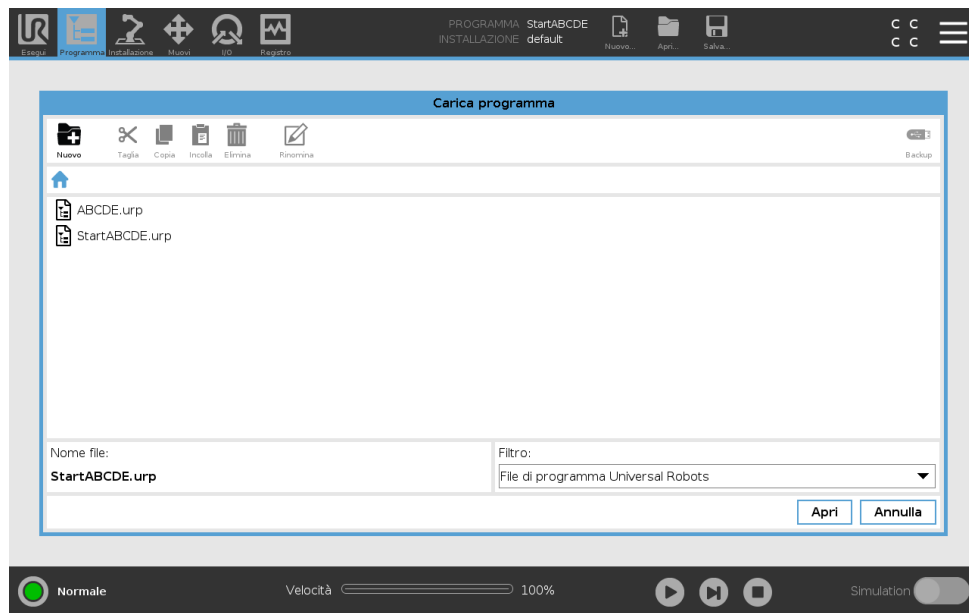 PROGRAMMA StartABCDE
INSTALLAZIONE default
Esegui Programma Installazione Muovi I/O Registro Nuovo... Apri... Salva...
C C
C C
Carica programma
Nuovo Taglia Copia Incolla Elimina Rinomina Backup
ABCDE.urp
StartABCDE.urp
Nome file: Filtro:
StartABCDE.urp File di programma Universal Robots
Apri Annulla
Normale Velocità 100% Simulation